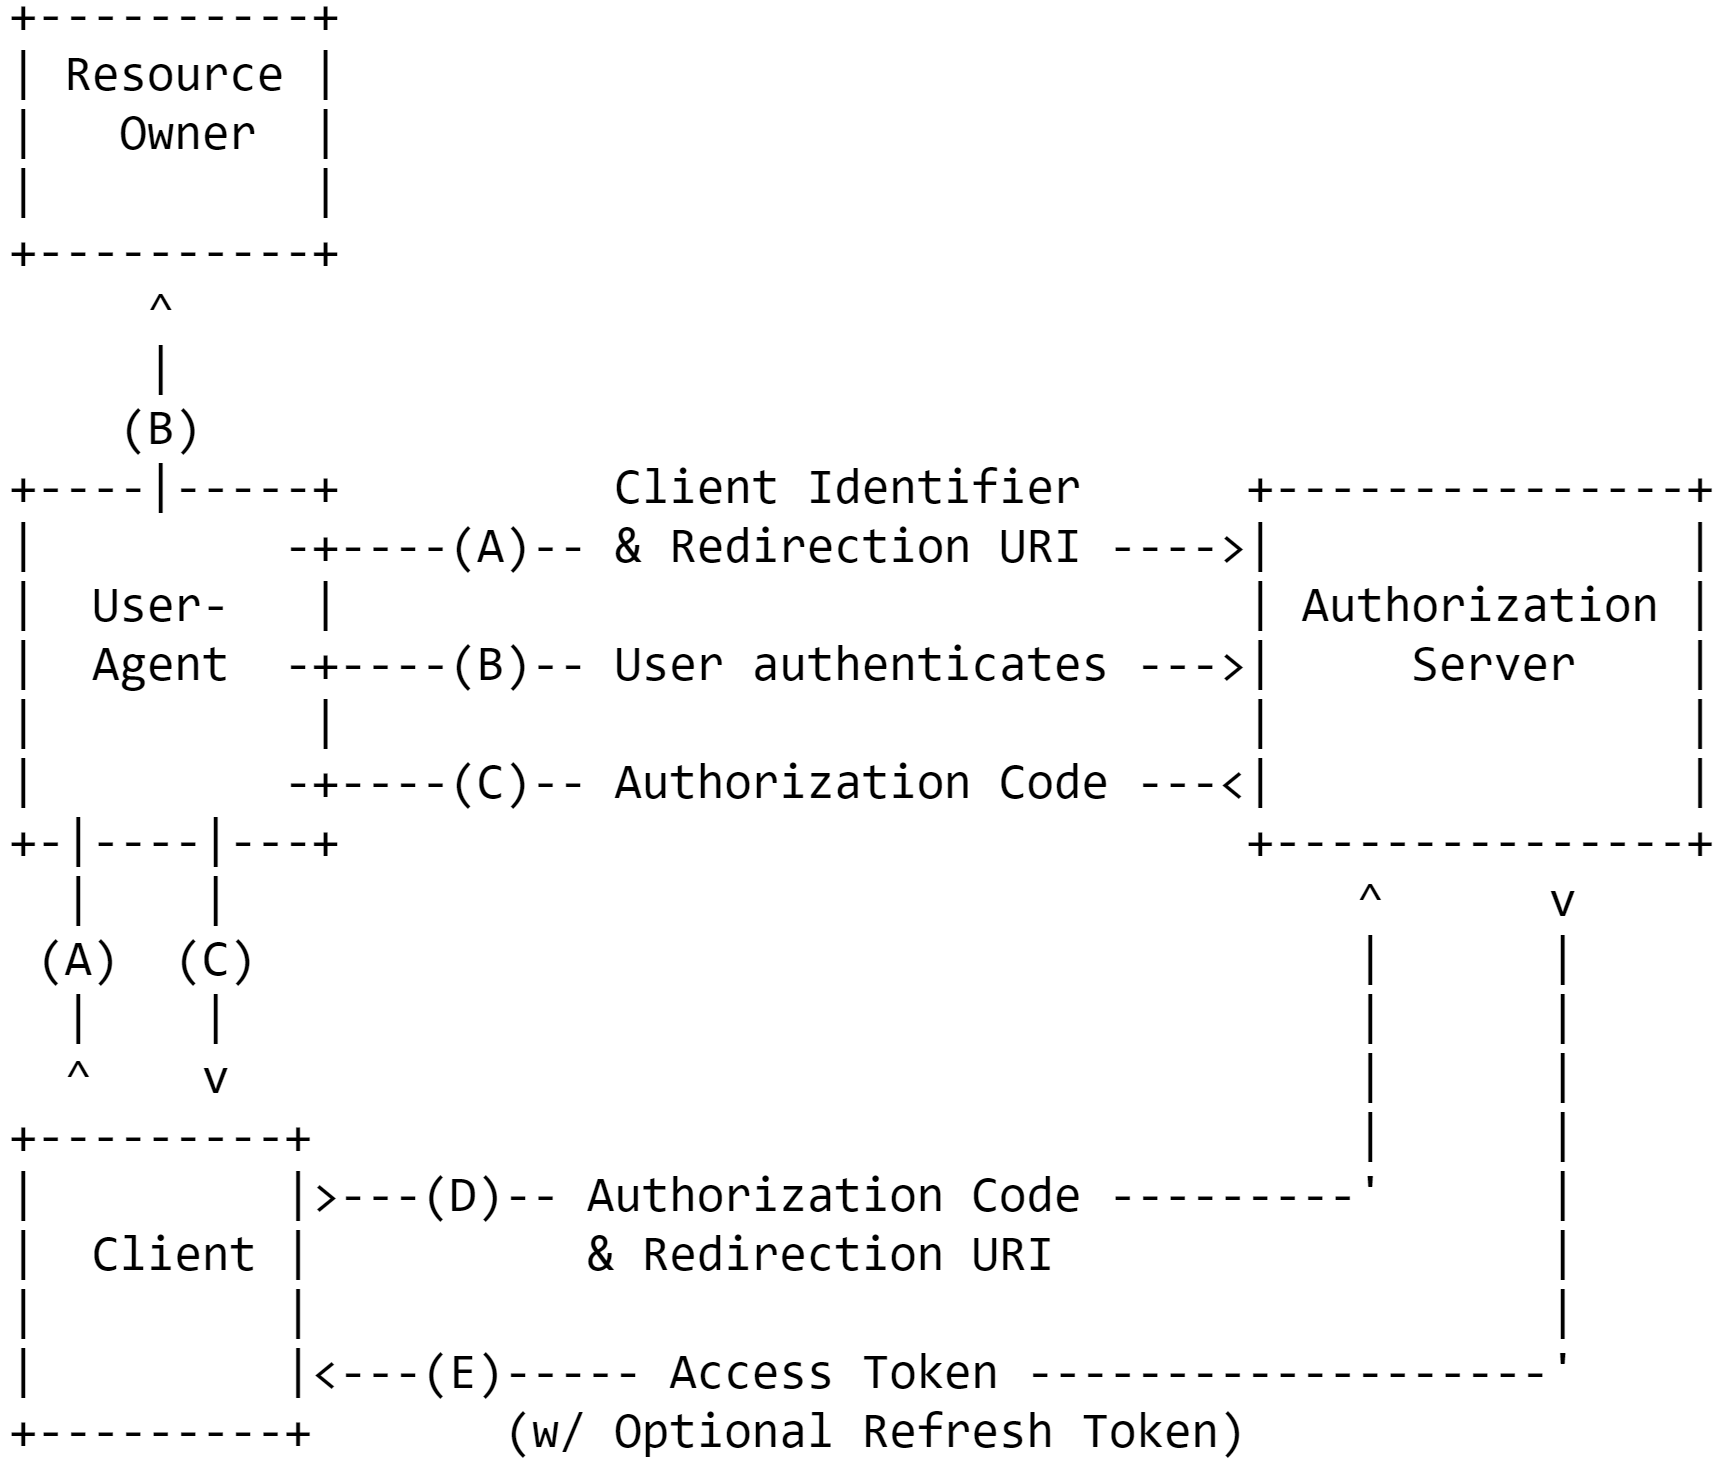 +----------+
| Resource |
|   Owner  |
|          |
+----------+
     ^
     |
    (B)
+----|-----+          Client Identifier      +---------------+
|         -+----(A)-- & Redirection URI ---->|               |
|  User-   |                                 | Authorization |
|  Agent  -+----(B)-- User authenticates --->|     Server    |
|          |                                 |               |
|         -+----(C)-- Authorization Code ---<|               |
+-|----|---+                                 +---------------+
  |    |                                         ^      v
 (A)  (C)                                        |      |
  |    |                                         |      |
  ^    v                                         |      |
+---------+                                      |      |
|         |>---(D)-- Authorization Code ---------'      |
|  Client |          & Redirection URI                  |
|         |                                             |
|         |<---(E)----- Access Token -------------------'
+---------+       (w/ Optional Refresh Token)